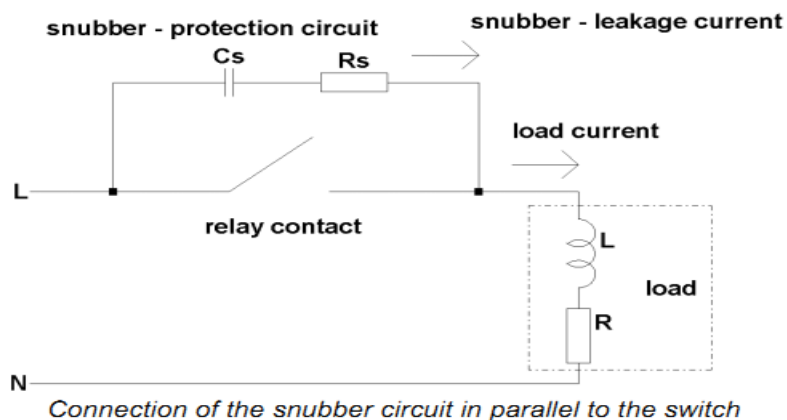 snubber - protection circuit
snubber - leakage current
Cs
Rs
load current
L
relay contact
L
load
R
N
Connection of the snubber circuit in parallel to the switch